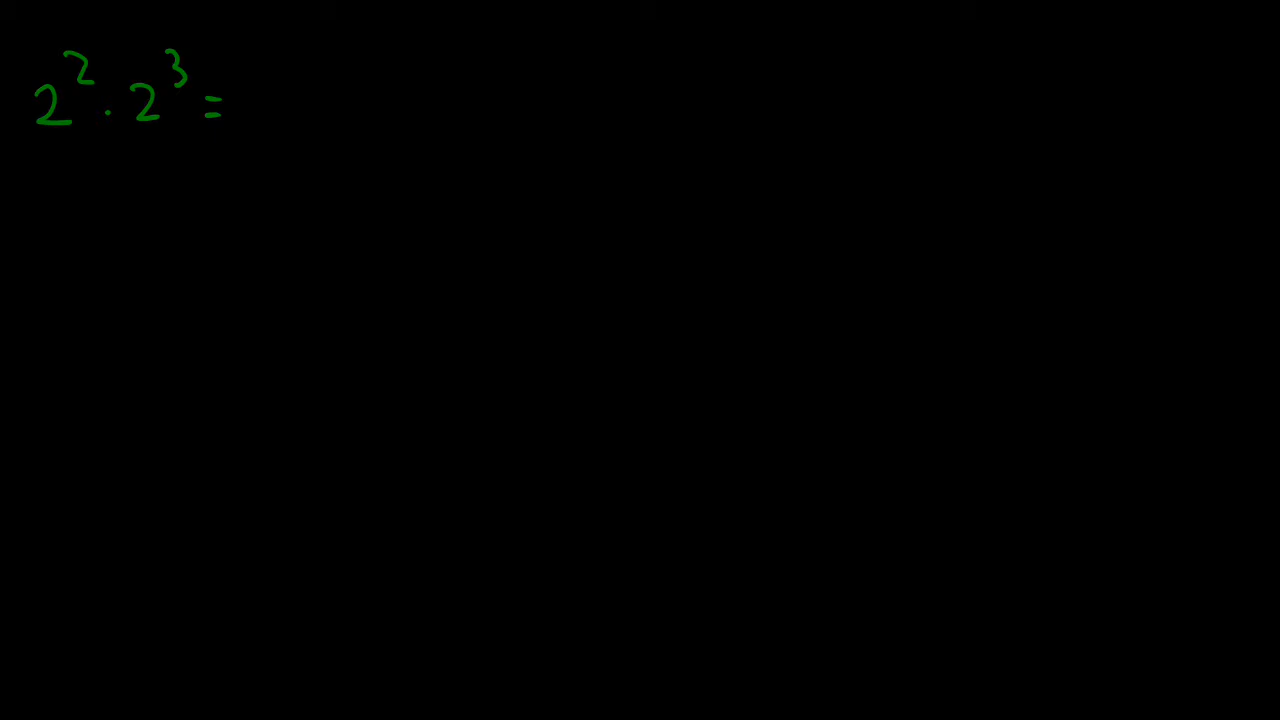 2² · 2³ =